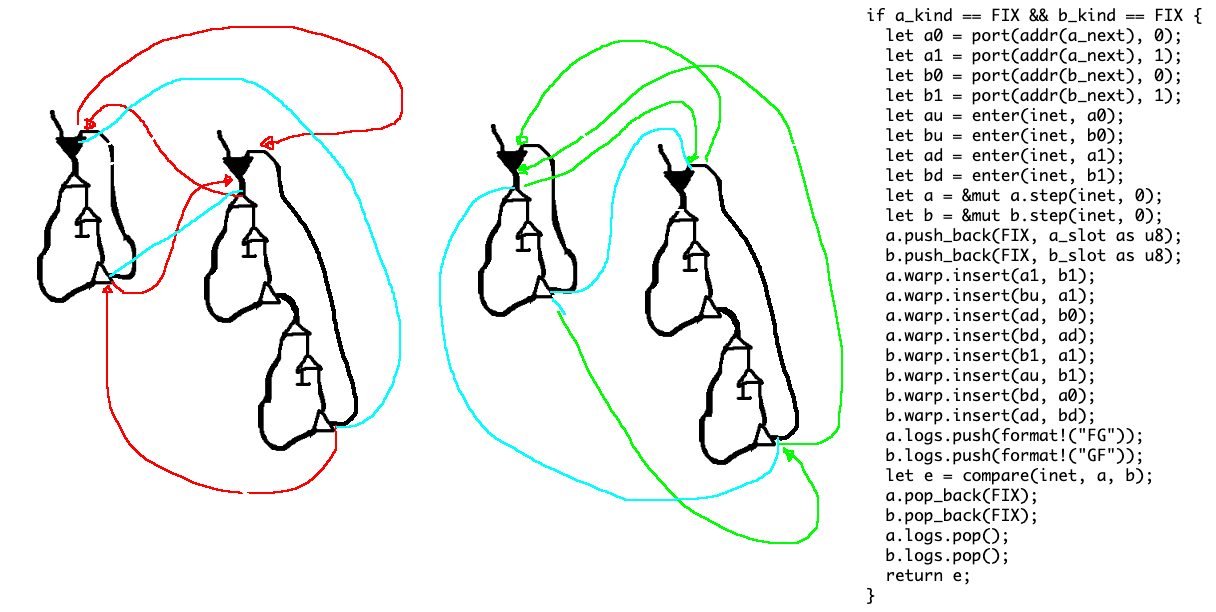 if a_kind == FIX && b_kind == FIX {
  let a0 = port(addr(a_next), 0);
  let a1 = port(addr(a_next), 1);
  let b0 = port(addr(b_next), 0);
  let b1 = port(addr(b_next), 1);
  let au = enter(inet, a0);
  let bu = enter(inet, b0);
  let ad = enter(inet, a1);
  let bd = enter(inet, b1);
  let a = &mut a.step(inet, 0);
  let b = &mut b.step(inet, 0);
  a.push_back(FIX, a_slot as u8);
  b.push_back(FIX, b_slot as u8);
  a.warp.insert(a1, b1);
  a.warp.insert(bu, a1);
  a.warp.insert(ad, b0);
  a.warp.insert(bd, ad);
  b.warp.insert(b1, a1);
  b.warp.insert(au, b1);
  b.warp.insert(bd, a0);
  b.warp.insert(ad, bd);
  a.logs.push(format!("FG"));
  b.logs.push(format!("GF"));
  let e = compare(inet, a, b);
  a.pop_back(FIX);
  b.pop_back(FIX);
  a.logs.pop();
  b.logs.pop();
  return e;
}